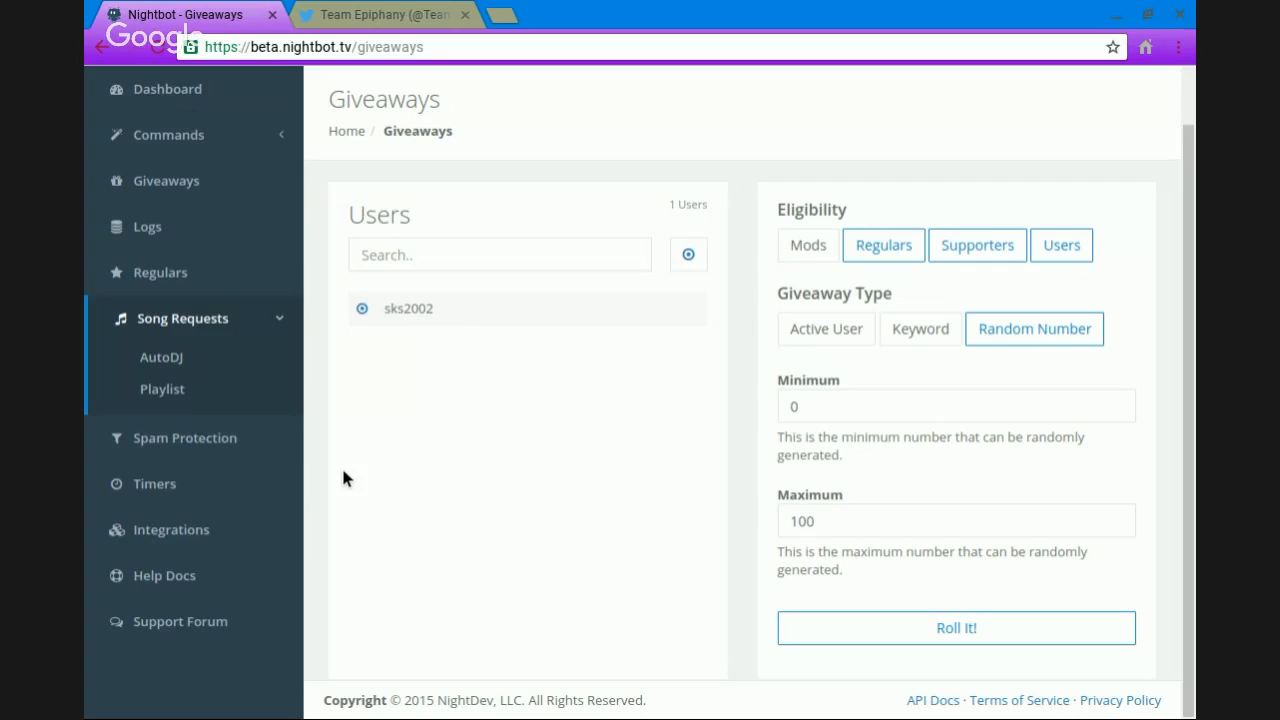 Nightbot - Giveaways
Team Epiphany (@Team
Google
https://beta.nightbot.tv/giveaways
Dashboard
Commands
Giveaways
Logs
Regulars
Song Requests
AutoDJ
Playlist
Spam Protection
Timers
Integrations
Help Docs
Support Forum
Giveaways
Home / Giveaways
Users
1 Users
Search..
sks2002
Eligibility
Mods Regulars Supporters Users
Giveaway Type
Active User Keyword Random Number
Minimum
0
This is the minimum number that can be randomly
generated.
Maximum
100
This is the maximum number that can be randomly
generated.
Roll It!
Copyright © 2015 NightDev, LLC. All Rights Reserved.
API Docs · Terms of Service · Privacy Policy